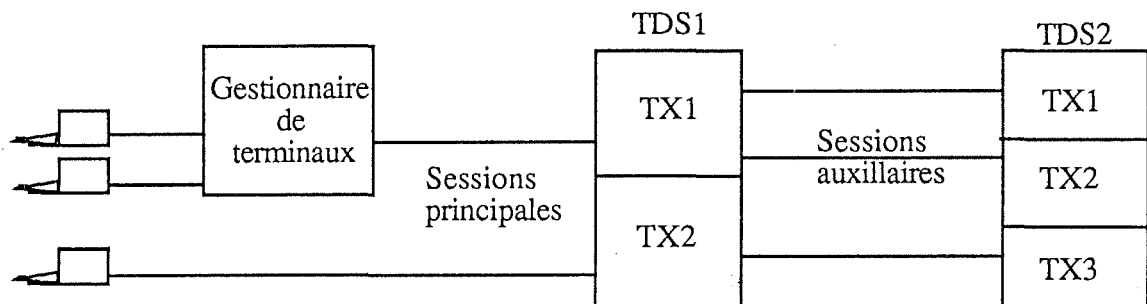 TDS1
TDS2
Gestionnaire
de
terminaux
TX1
TX1
Sessions
auxillaires
Sessions
principales
TX2
TX2
TX3